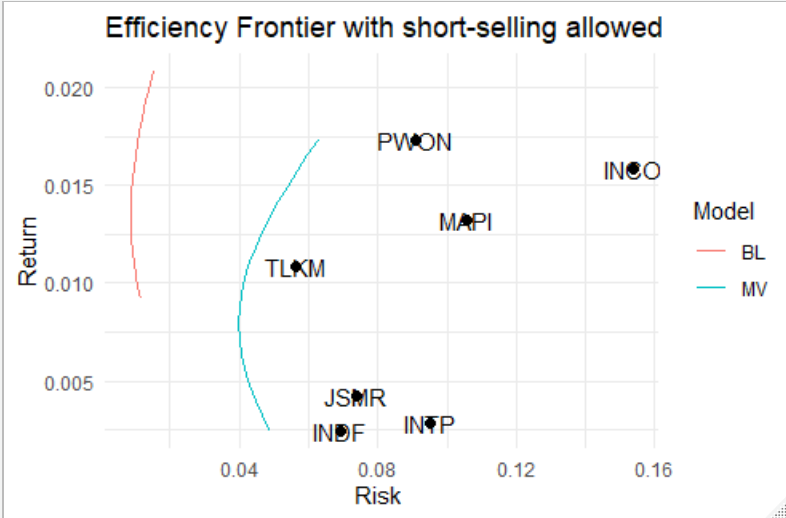 Efficiency Frontier with short-selling allowed
0.020
PWON
INCO
0.015
Model
MAPI
BL
Return
TLKM
0.010
MV
0.005
JSMR
INTP
INDF
0.04 0.08 0.12 0.16
Risk